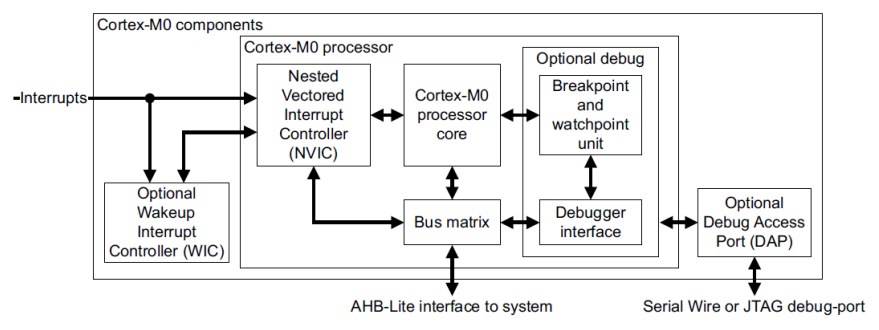 Cortex-M0 components
Cortex-M0 processor
Optional debug
Interrupts
Nested
Vectored
Interrupt
Controller
(NVIC)
Cortex-M0
processor
core
Breakpoint
and
watchpoint
unit
Optional
Wakeup
Interrupt
Controller (WIC)
Bus matrix
Debugger
interface
Optional
Debug Access
Port (DAP)
AHB-Lite interface to system
Serial Wire or JTAG debug-port